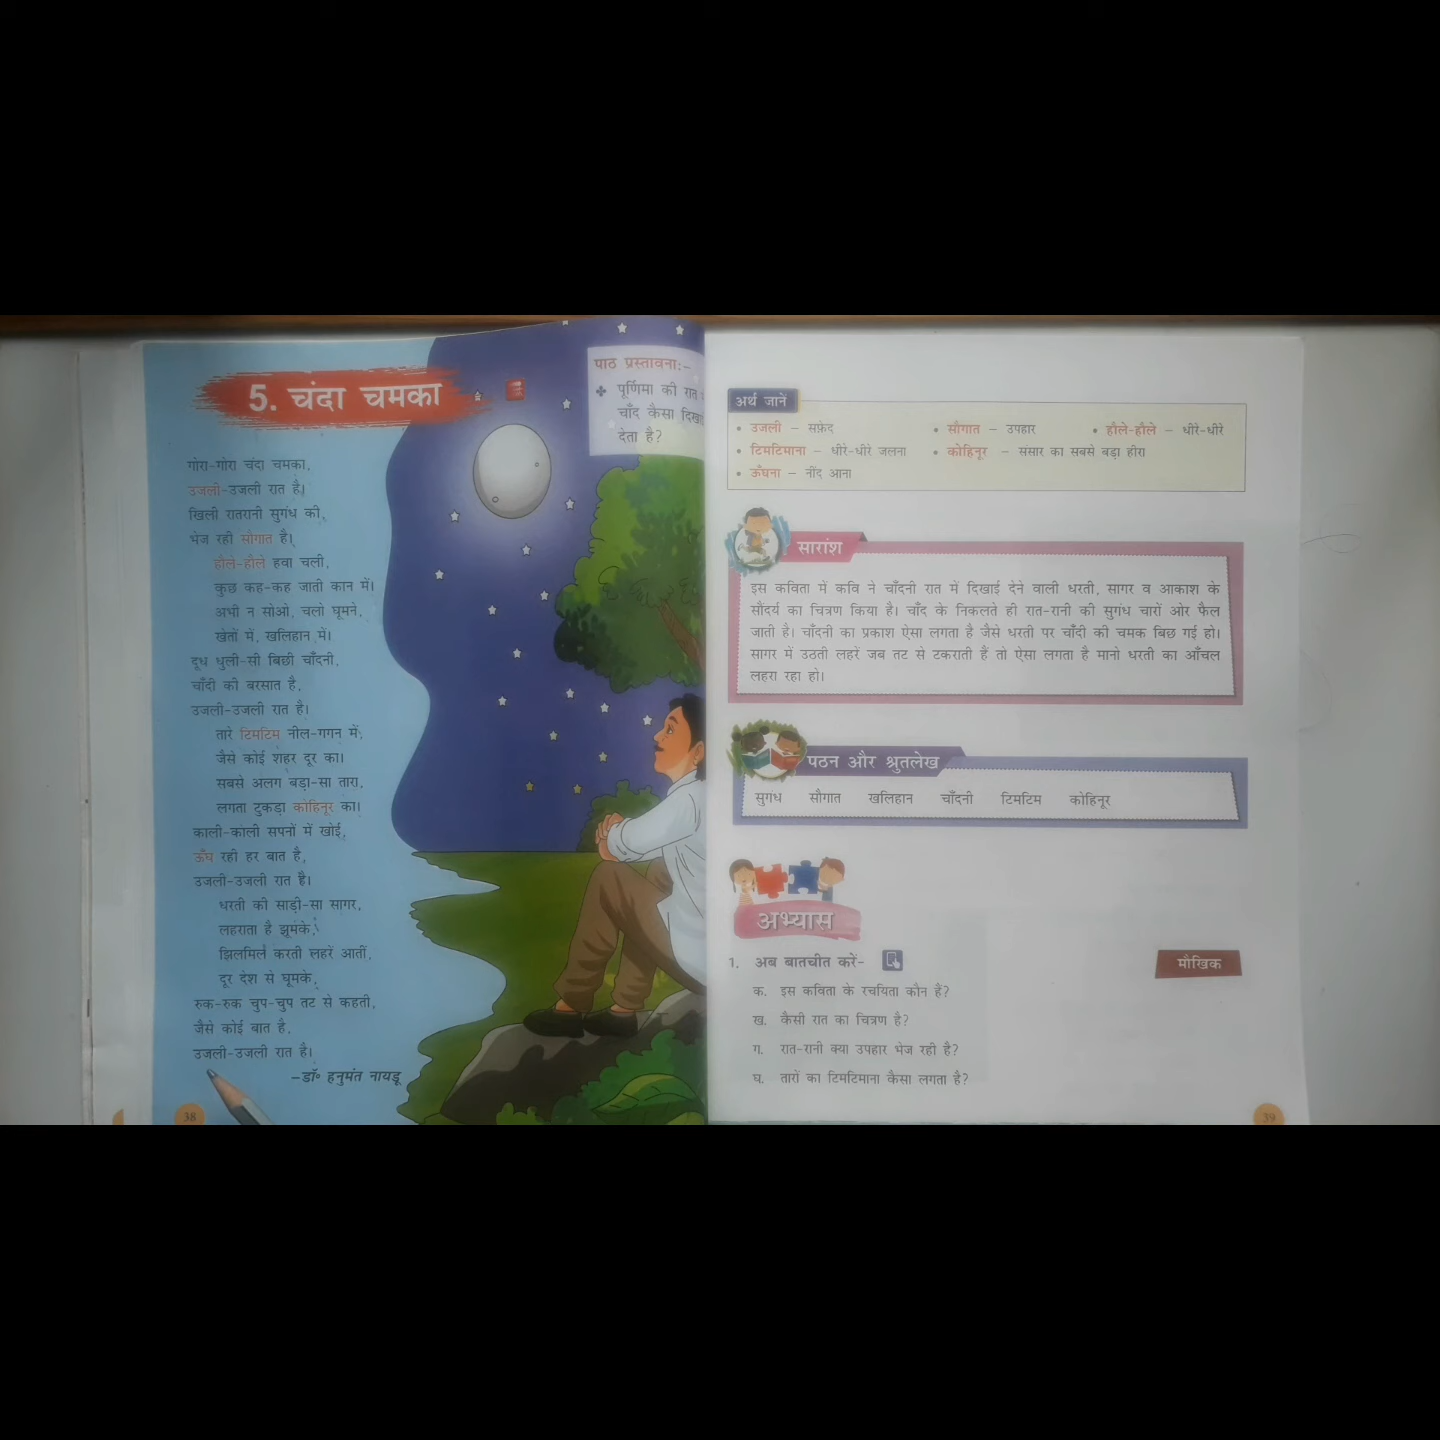 5. चंदा चमका
पाठ प्रस्तावना:-
पूर्णिमा की रात
चाँद कैसा
देता है?
गोरा-गोरा चंदा चमका,
उजली-उजली रात है।
खिली रातरानी सुगंध की,
भेज रही सौगात है।
हौले-हौले हवा चली,
कुछ कह-कह जाती कान में।
अभी न सोओ, चलो घूमने,
खेतों में, खलिहान में।
दूध धुली-सी बिछी चाँदनी,
चाँदी की बरसात है,
उजली-उजली रात है।
तारे टिमटिम नील-गगन में,
जैसे कोई शहर दूर का।
सबसे अलग बड़ा-सा तारा,
लगता टुकड़ा कोहिनूर का।
काली-काली सपनों में खोई,
ऊँघ रही हर बात है,
उजली-उजली रात है।
धरती की साड़ी-सा सागर,
लहराता है झूमके,
झिलमिल करती लहरें आतीं,
दूर देश से घूमके,
रुक-रुक चुप-चुप तट से कहती,
जैसे कोई बात है,
उजली-उजली रात है।
-डॉ॰ हनुमंत नायडू
38
अर्थ जानें
• उजली – सफ़ेद • सौगात – उपहार • हौले-हौले – धीरे-धीरे
• टिमटिमाना – धीरे-धीरे जलना • कोहिनूर – संसार का सबसे बड़ा हीरा
• ऊँघना – नींद आना
सारांश
इस कविता में कवि ने चाँदनी रात में दिखाई देने वाली धरती, सागर व आकाश के
सौंदर्य का चित्रण किया है। चाँद के निकलते ही रात-रानी की सुगंध चारों ओर फैल
जाती है। चाँदनी का प्रकाश ऐसा लगता है जैसे धरती पर चाँदी की चमक बिछ गई हो।
सागर में उठती लहरें जब तट से टकराती हैं तो ऐसा लगता है मानो धरती का आँचल
लहरा रहा हो।
पठन और श्रुतलेख
सुगंध सौगात खलिहान चाँदनी टिमटिम कोहिनूर
अभ्यास
1. अब बातचीत करें-
मौखिक
क. इस कविता के रचयिता कौन हैं?
ख. कैसी रात का चित्रण है?
ग. रात-रानी क्या उपहार भेज रही है?
घ. तारों का टिमटिमाना कैसा लगता है?
39